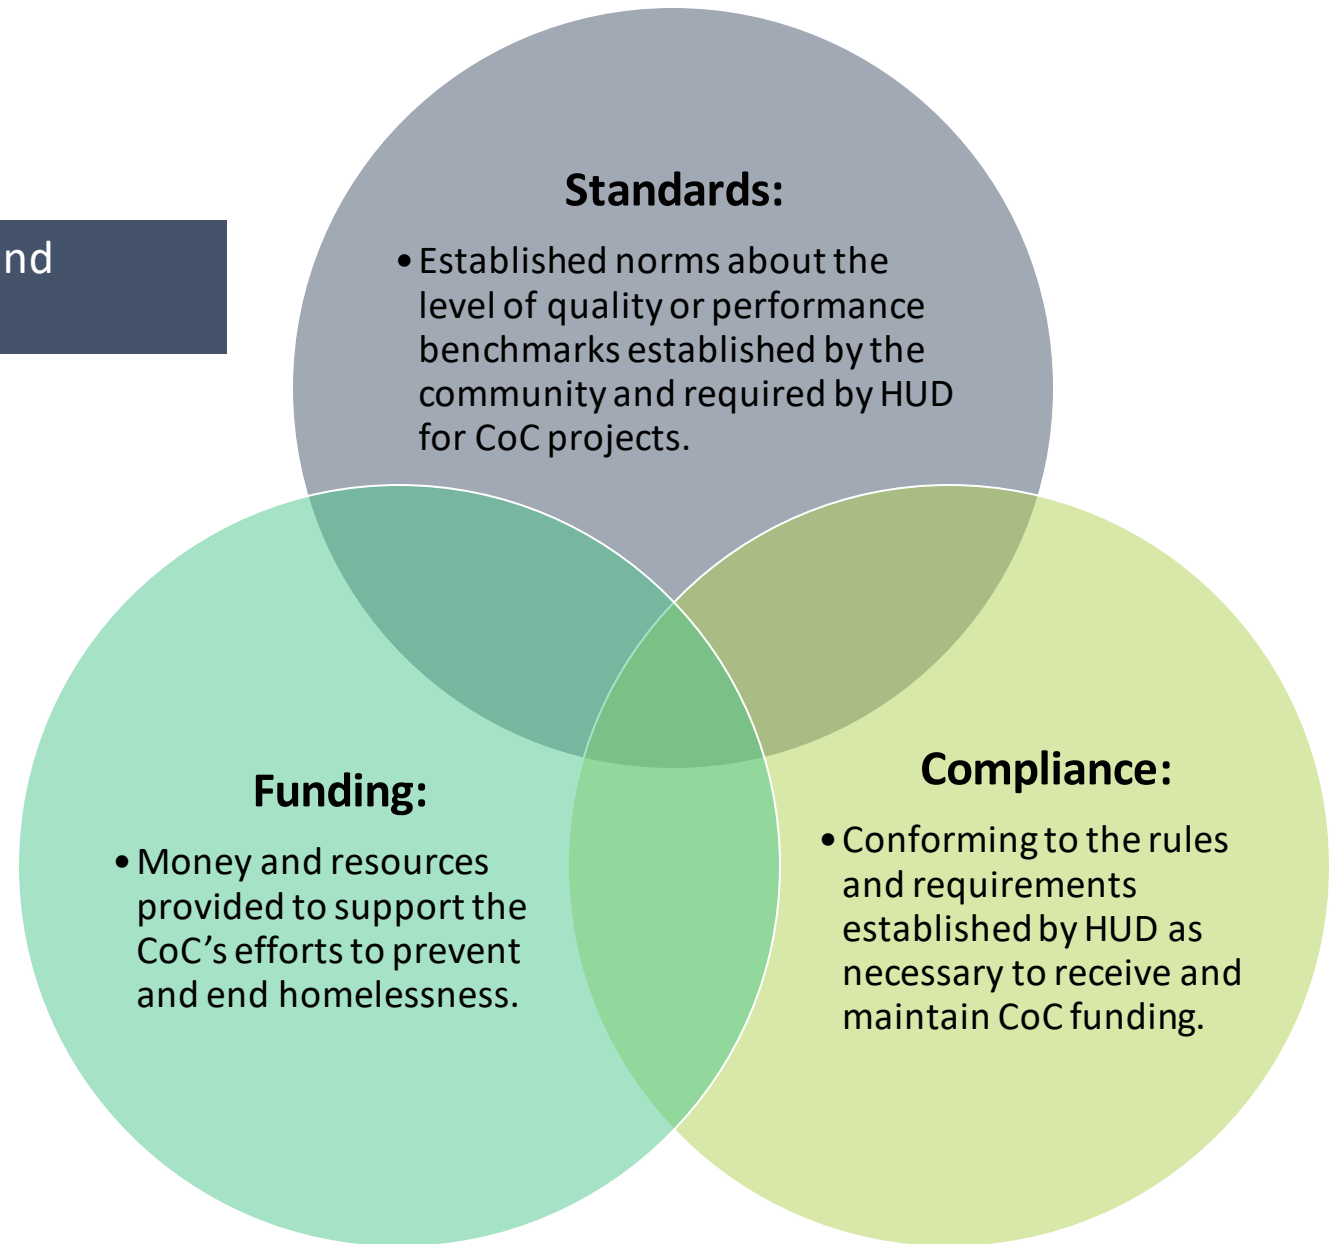 Standards:
• Established norms about the
level of quality or performance
benchmarks established by the
community and required by HUD
for CoC projects.
nd
Funding:
• Money and resources
provided to support the
CoC’s efforts to prevent
and end homelessness.
Compliance:
• Conforming to the rules
and requirements
established by HUD as
necessary to receive and
maintain CoC funding.